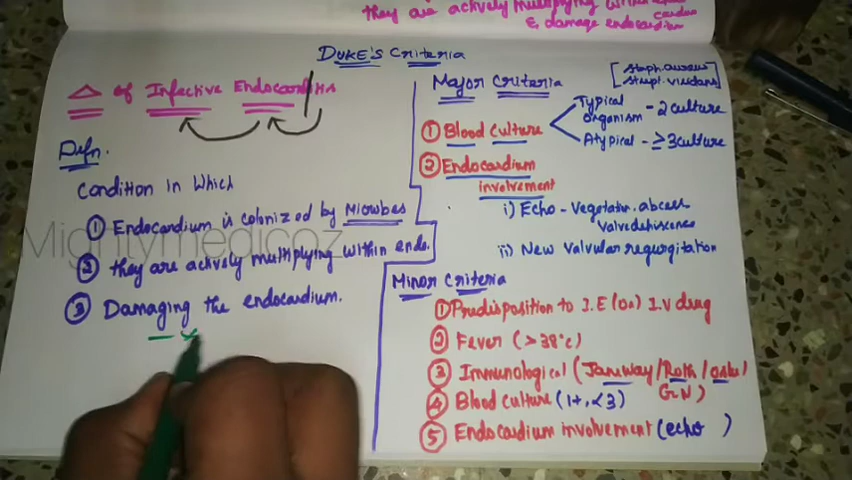 they are actively multiplying within
& damage endocardium
DUKE'S Criteria
△ of Infective Endocarditis
Defn.
Condition in Which
① Endocardium is colonized by Microbes
② they are actively multiplying within endo.
③ Damaging the endocardium.
Mightymedicoz
Major Criteria
[Staph.aureus
Strept.viridans]
① Blood Culture
Typical organism - 2 culture
Atypical - ≥3 culture
② Endocardium
involvement
i) Echo - Vegetation, abcess
Valve dehiscence
ii) New valvular regurgitation
Minor Criteria
① Predisposition to I.E (or) I.V drug
② Fever (>38°c)
③ Immunological (Janeway/Roth/osler
GN)
④ Blood culture (1+, <3)
⑤ Endocardium involvement (echo )